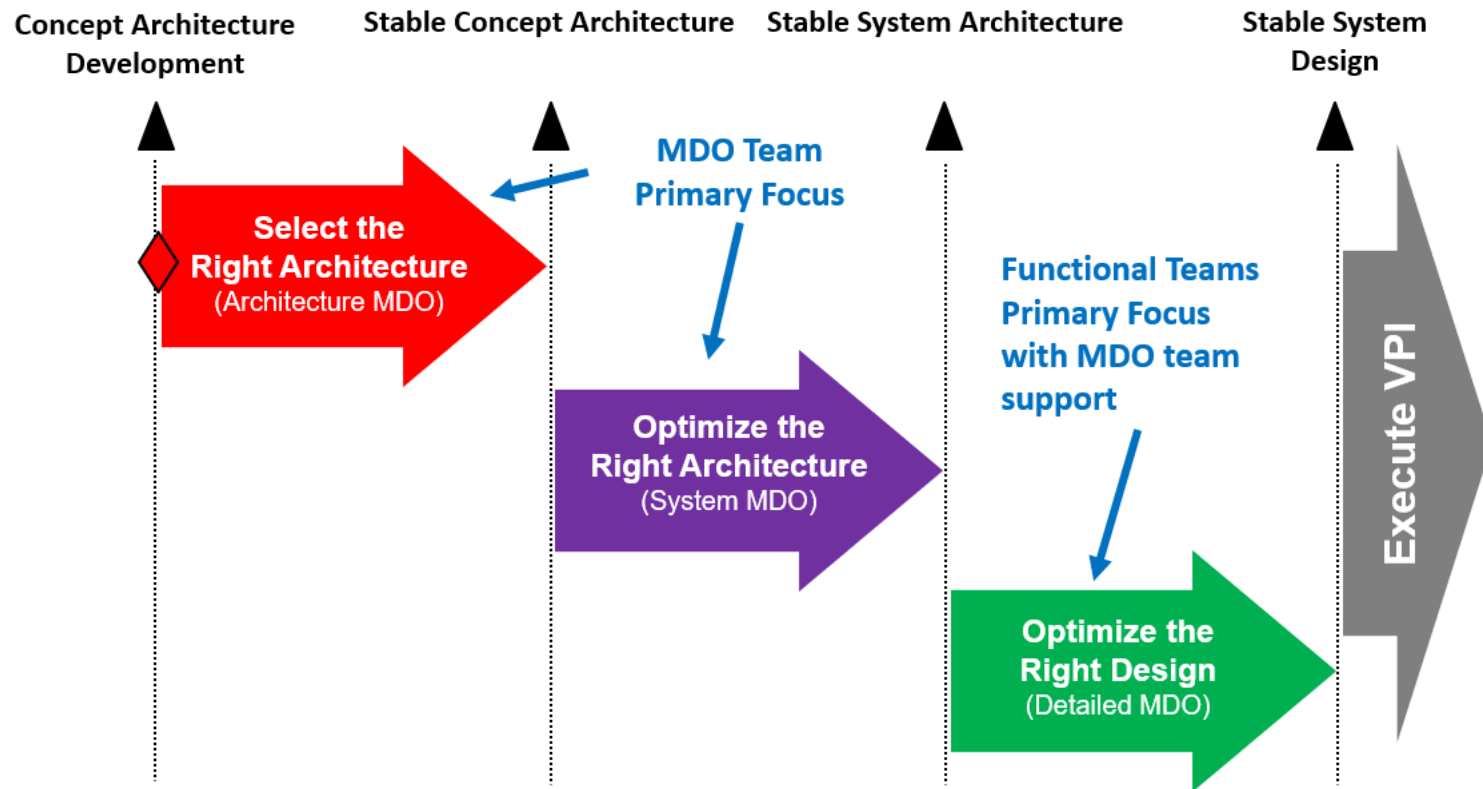 Concept Architecture
Development
Stable Concept Architecture
Stable System Architecture
Stable System
Design
MDO Team
Primary Focus
Select the
Right Architecture
(Architecture MDO)
Functional Teams
Primary Focus
with MDO team
support
Optimize the
Right Architecture
(System MDO)
Execute VPI
Optimize the
Right Design
(Detailed MDO)